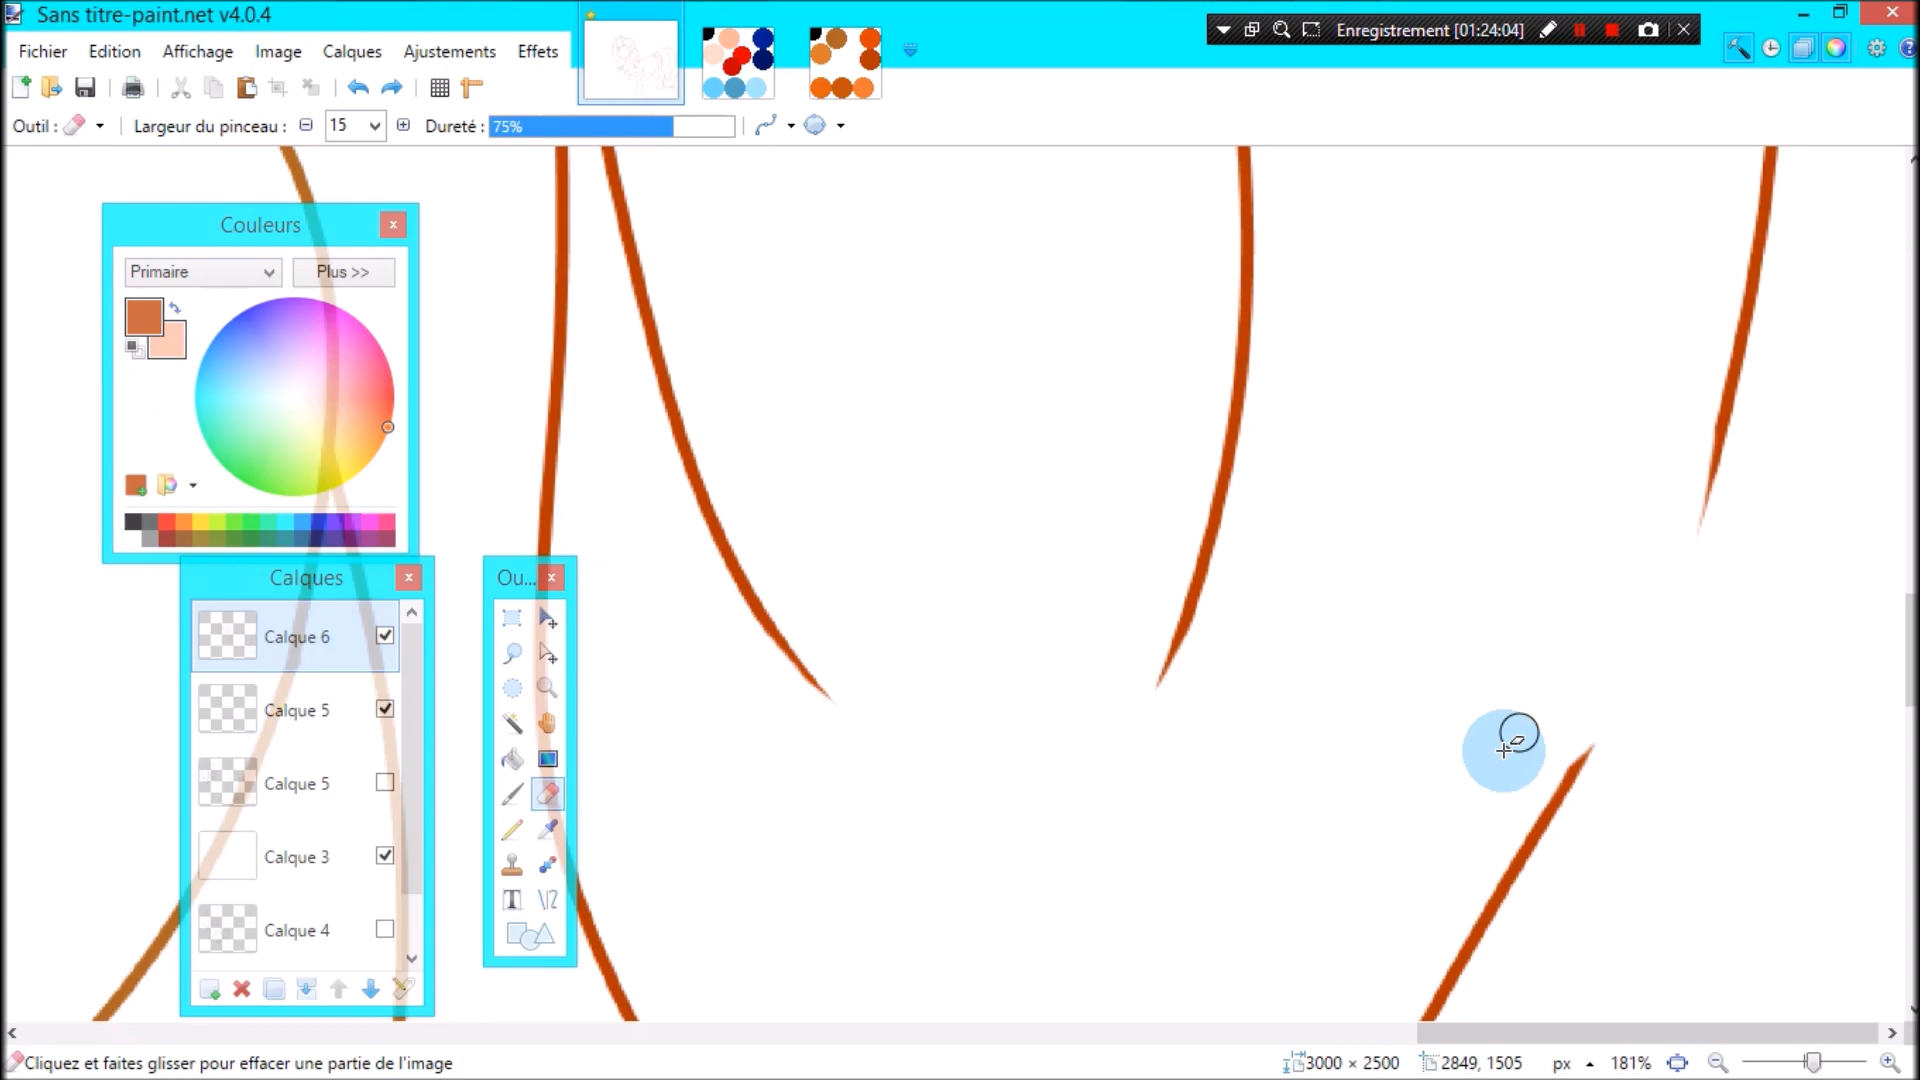 Sans titre-paint.net v4.0.4
Enregistrement [01:24:04]
Fichier Edition Affichage Image Calques Ajustements Effets
Outil : Largeur du pinceau : 15 Dureté : 75%
Couleurs
Primaire Plus >>
Calques
Calque 6
Calque 5
Calque 5
Calque 3
Calque 4
Ou...
Cliquez et faites glisser pour effacer une partie de l'image
3000 × 2500 2849, 1505 px 181%